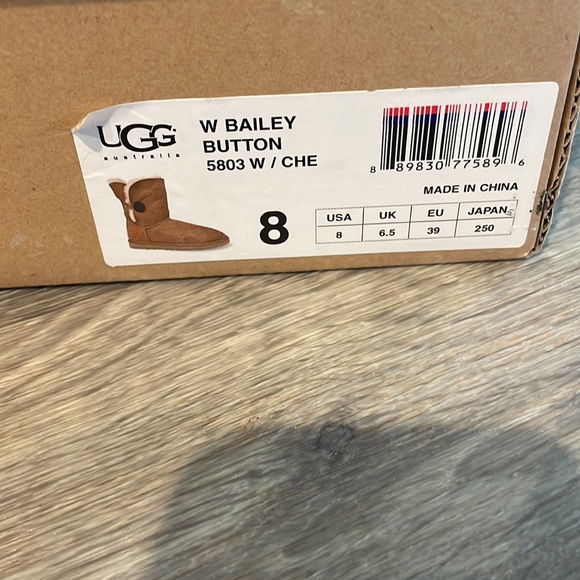 UGG
australia
W BAILEY
BUTTON
5803 W / CHE
8 89830 77589 6
MADE IN CHINA
8
USA UK EU JAPAN
8 6.5 39 250